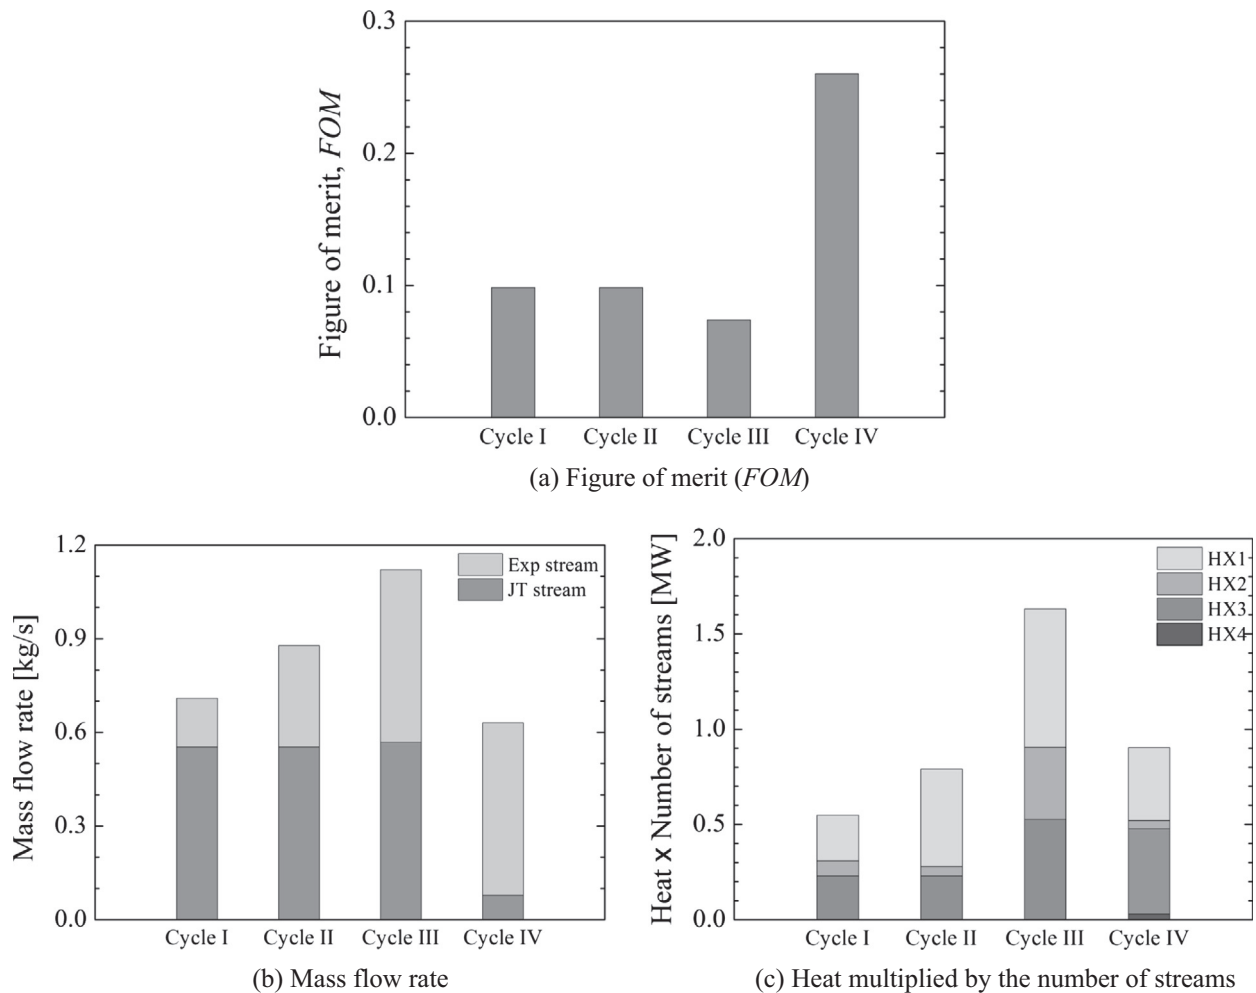 0.3
0.2
0.1
0.0
Figure of merit, FOM
Cycle I
Cycle II
Cycle III
Cycle IV
(a) Figure of merit (FOM)
1.2
0.9
0.6
0.3
0.0
Mass flow rate [kg/s]
Exp stream
JT stream
Cycle I
Cycle II
Cycle III
Cycle IV
(b) Mass flow rate
2.0
1.5
1.0
0.5
0.0
Heat x Number of streams [MW]
HX1
HX2
HX3
HX4
Cycle I
Cycle II
Cycle III
Cycle IV
(c) Heat multiplied by the number of streams